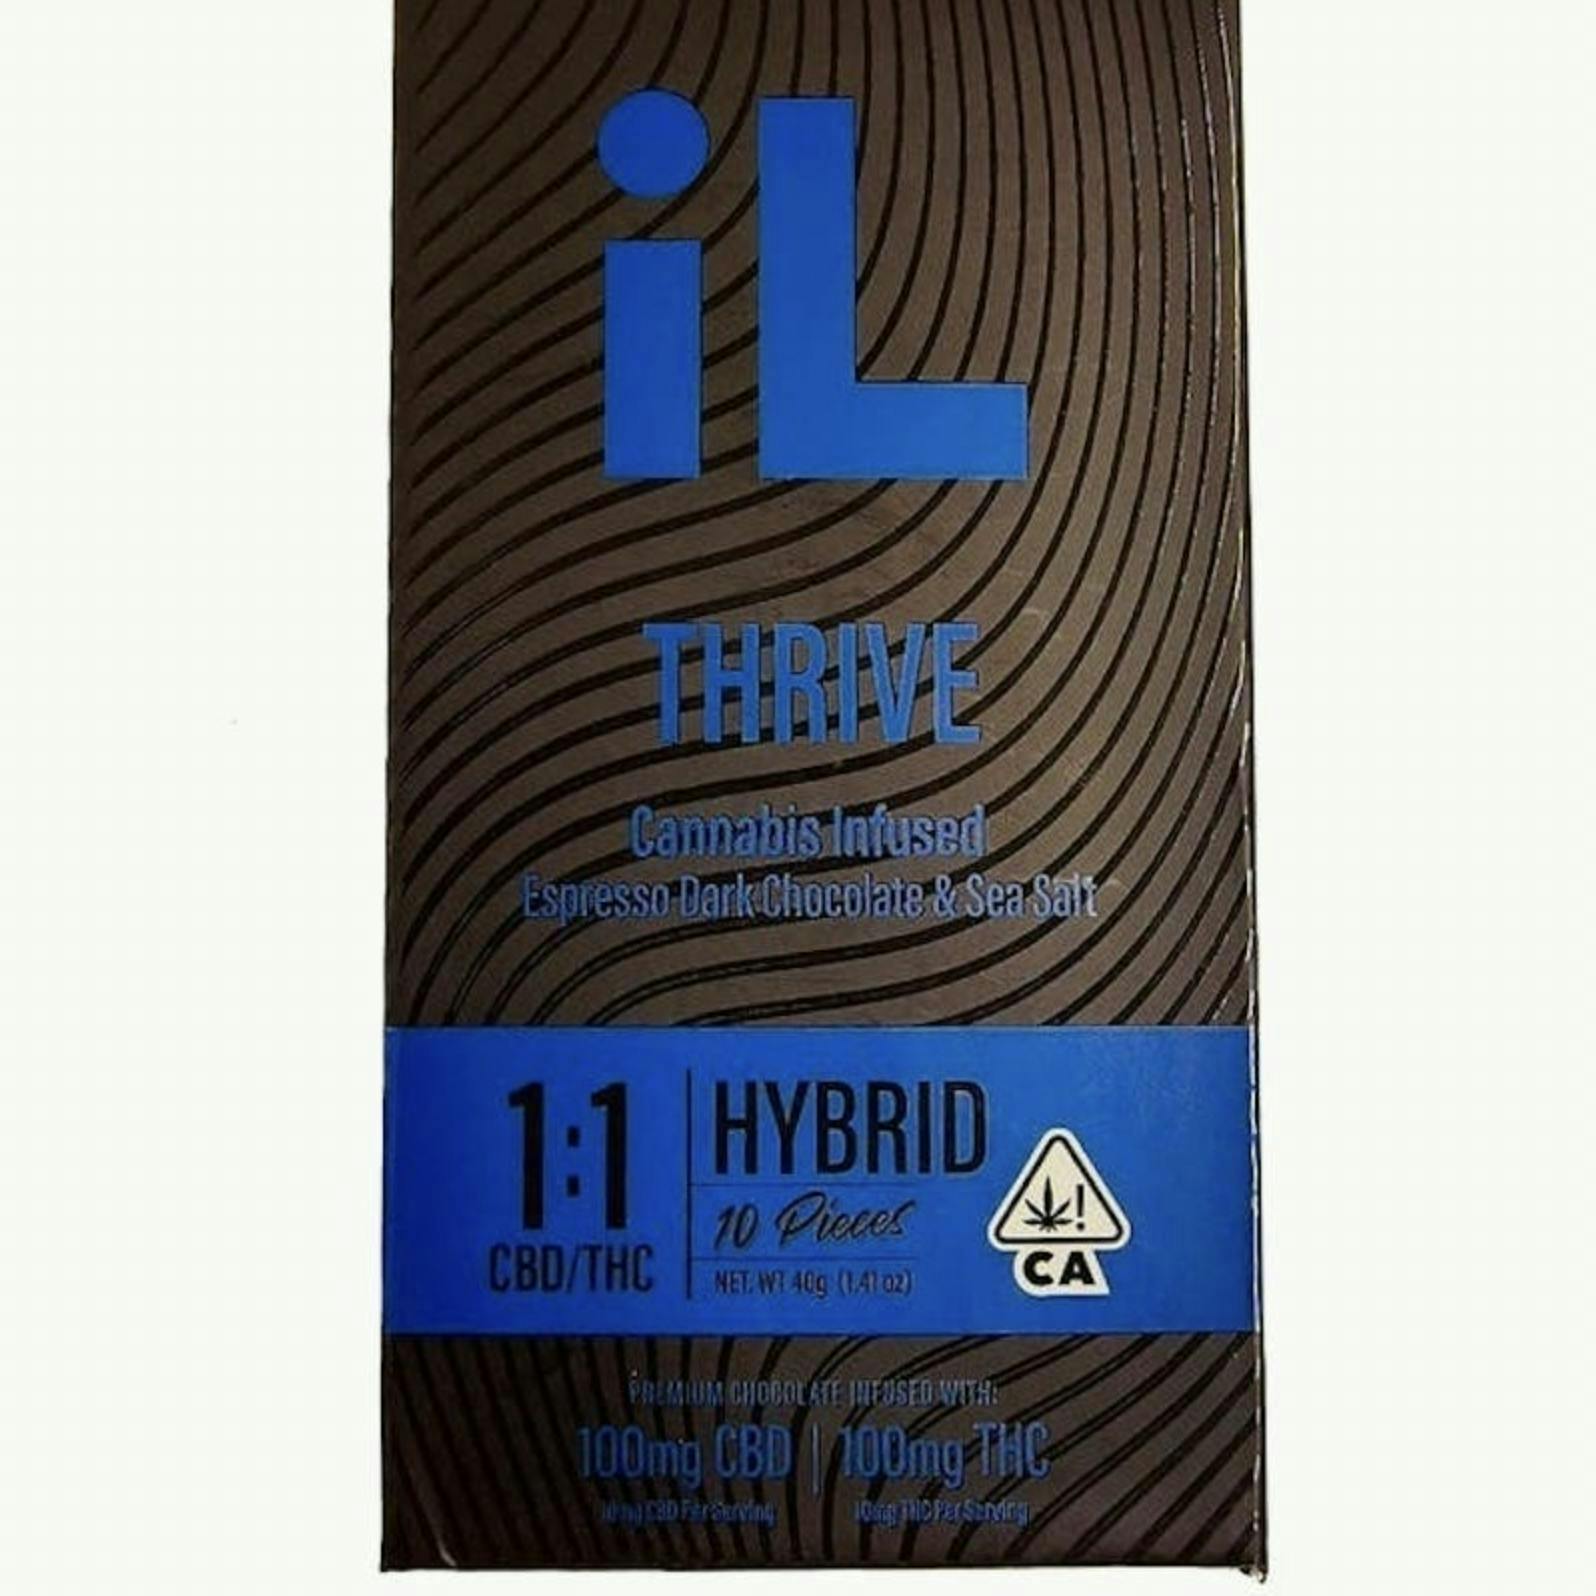 iL
THRIVE
Cannabis Infused
Espresso Dark Chocolate & Sea Salt
1:1
CBD/THC
HYBRID
10 Pieces
NET. WT 40g (1.41 oz)
!
CA
PREMIUM CHOCOLATE INFUSED WITH:
100mg CBD | 100mg THC
10mg CBD Per Serving 10mg THC Per Serving